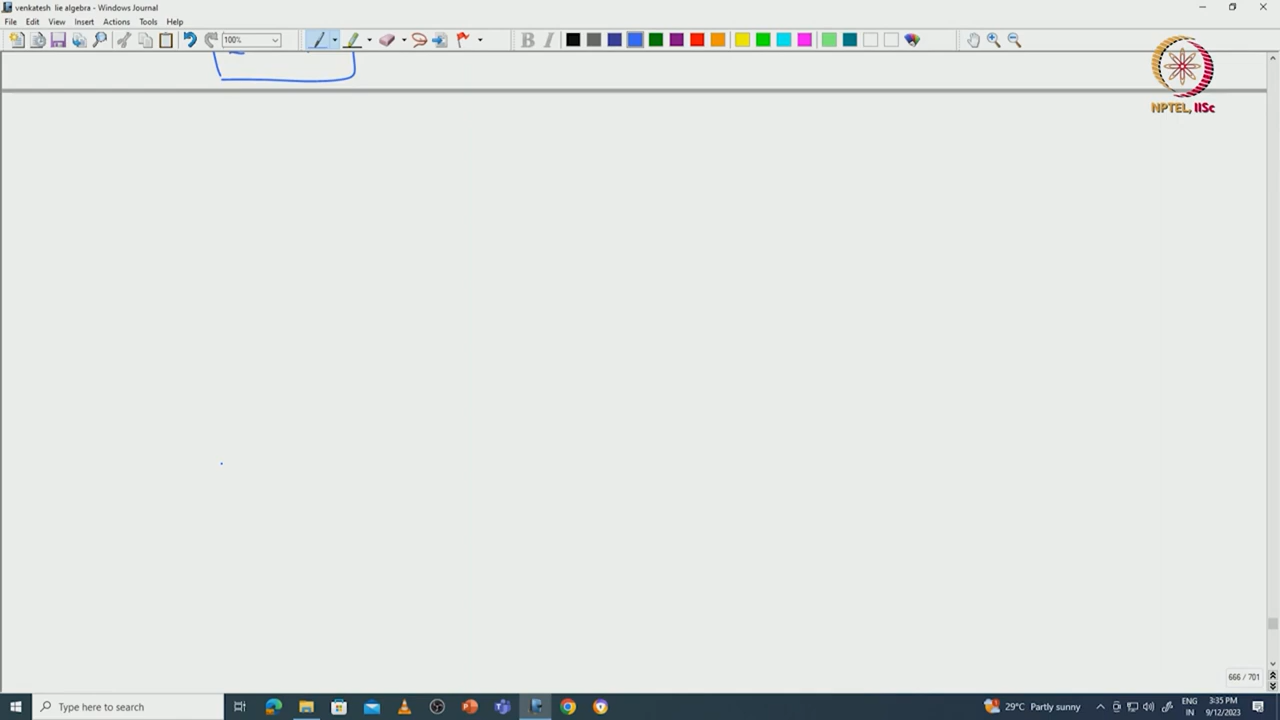 venkatesh lie algebra - Windows Journal
File Edit View Insert Actions Tools Help
100%
B I
NPTEL, IISc
666 / 701
Type here to search
29°C Partly sunny
ENG
IN
3:35 PM
9/12/2023